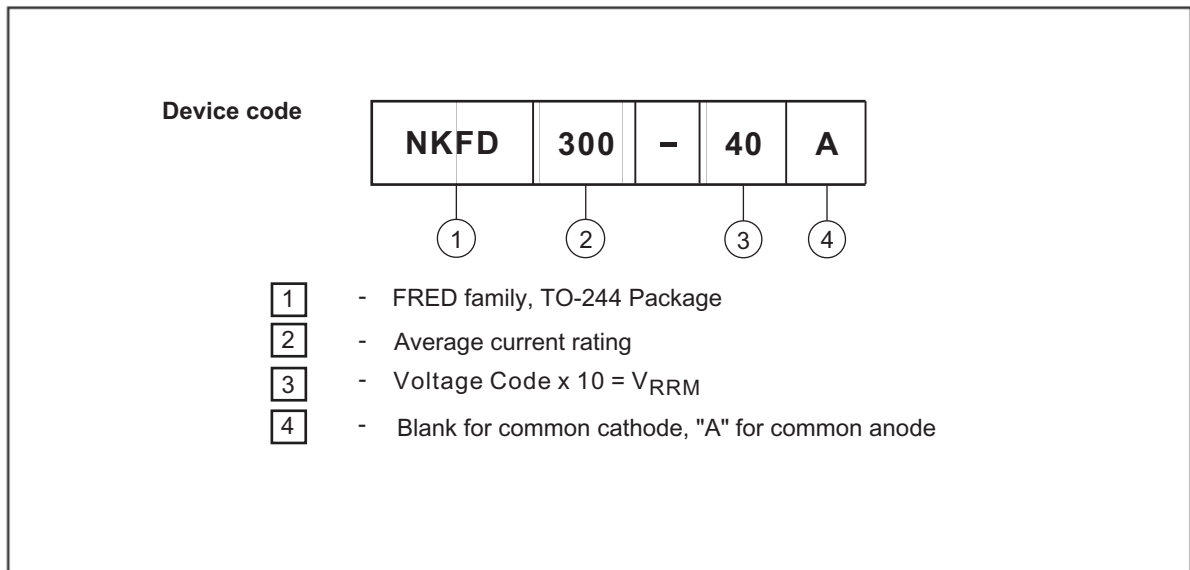 Device code
NKFD 300 – 40 A
1 2 3 4
1 - FRED family, TO-244 Package
2 - Average current rating
3 - Voltage Code x 10 = VRRM
4 - Blank for common cathode, "A" for common anode